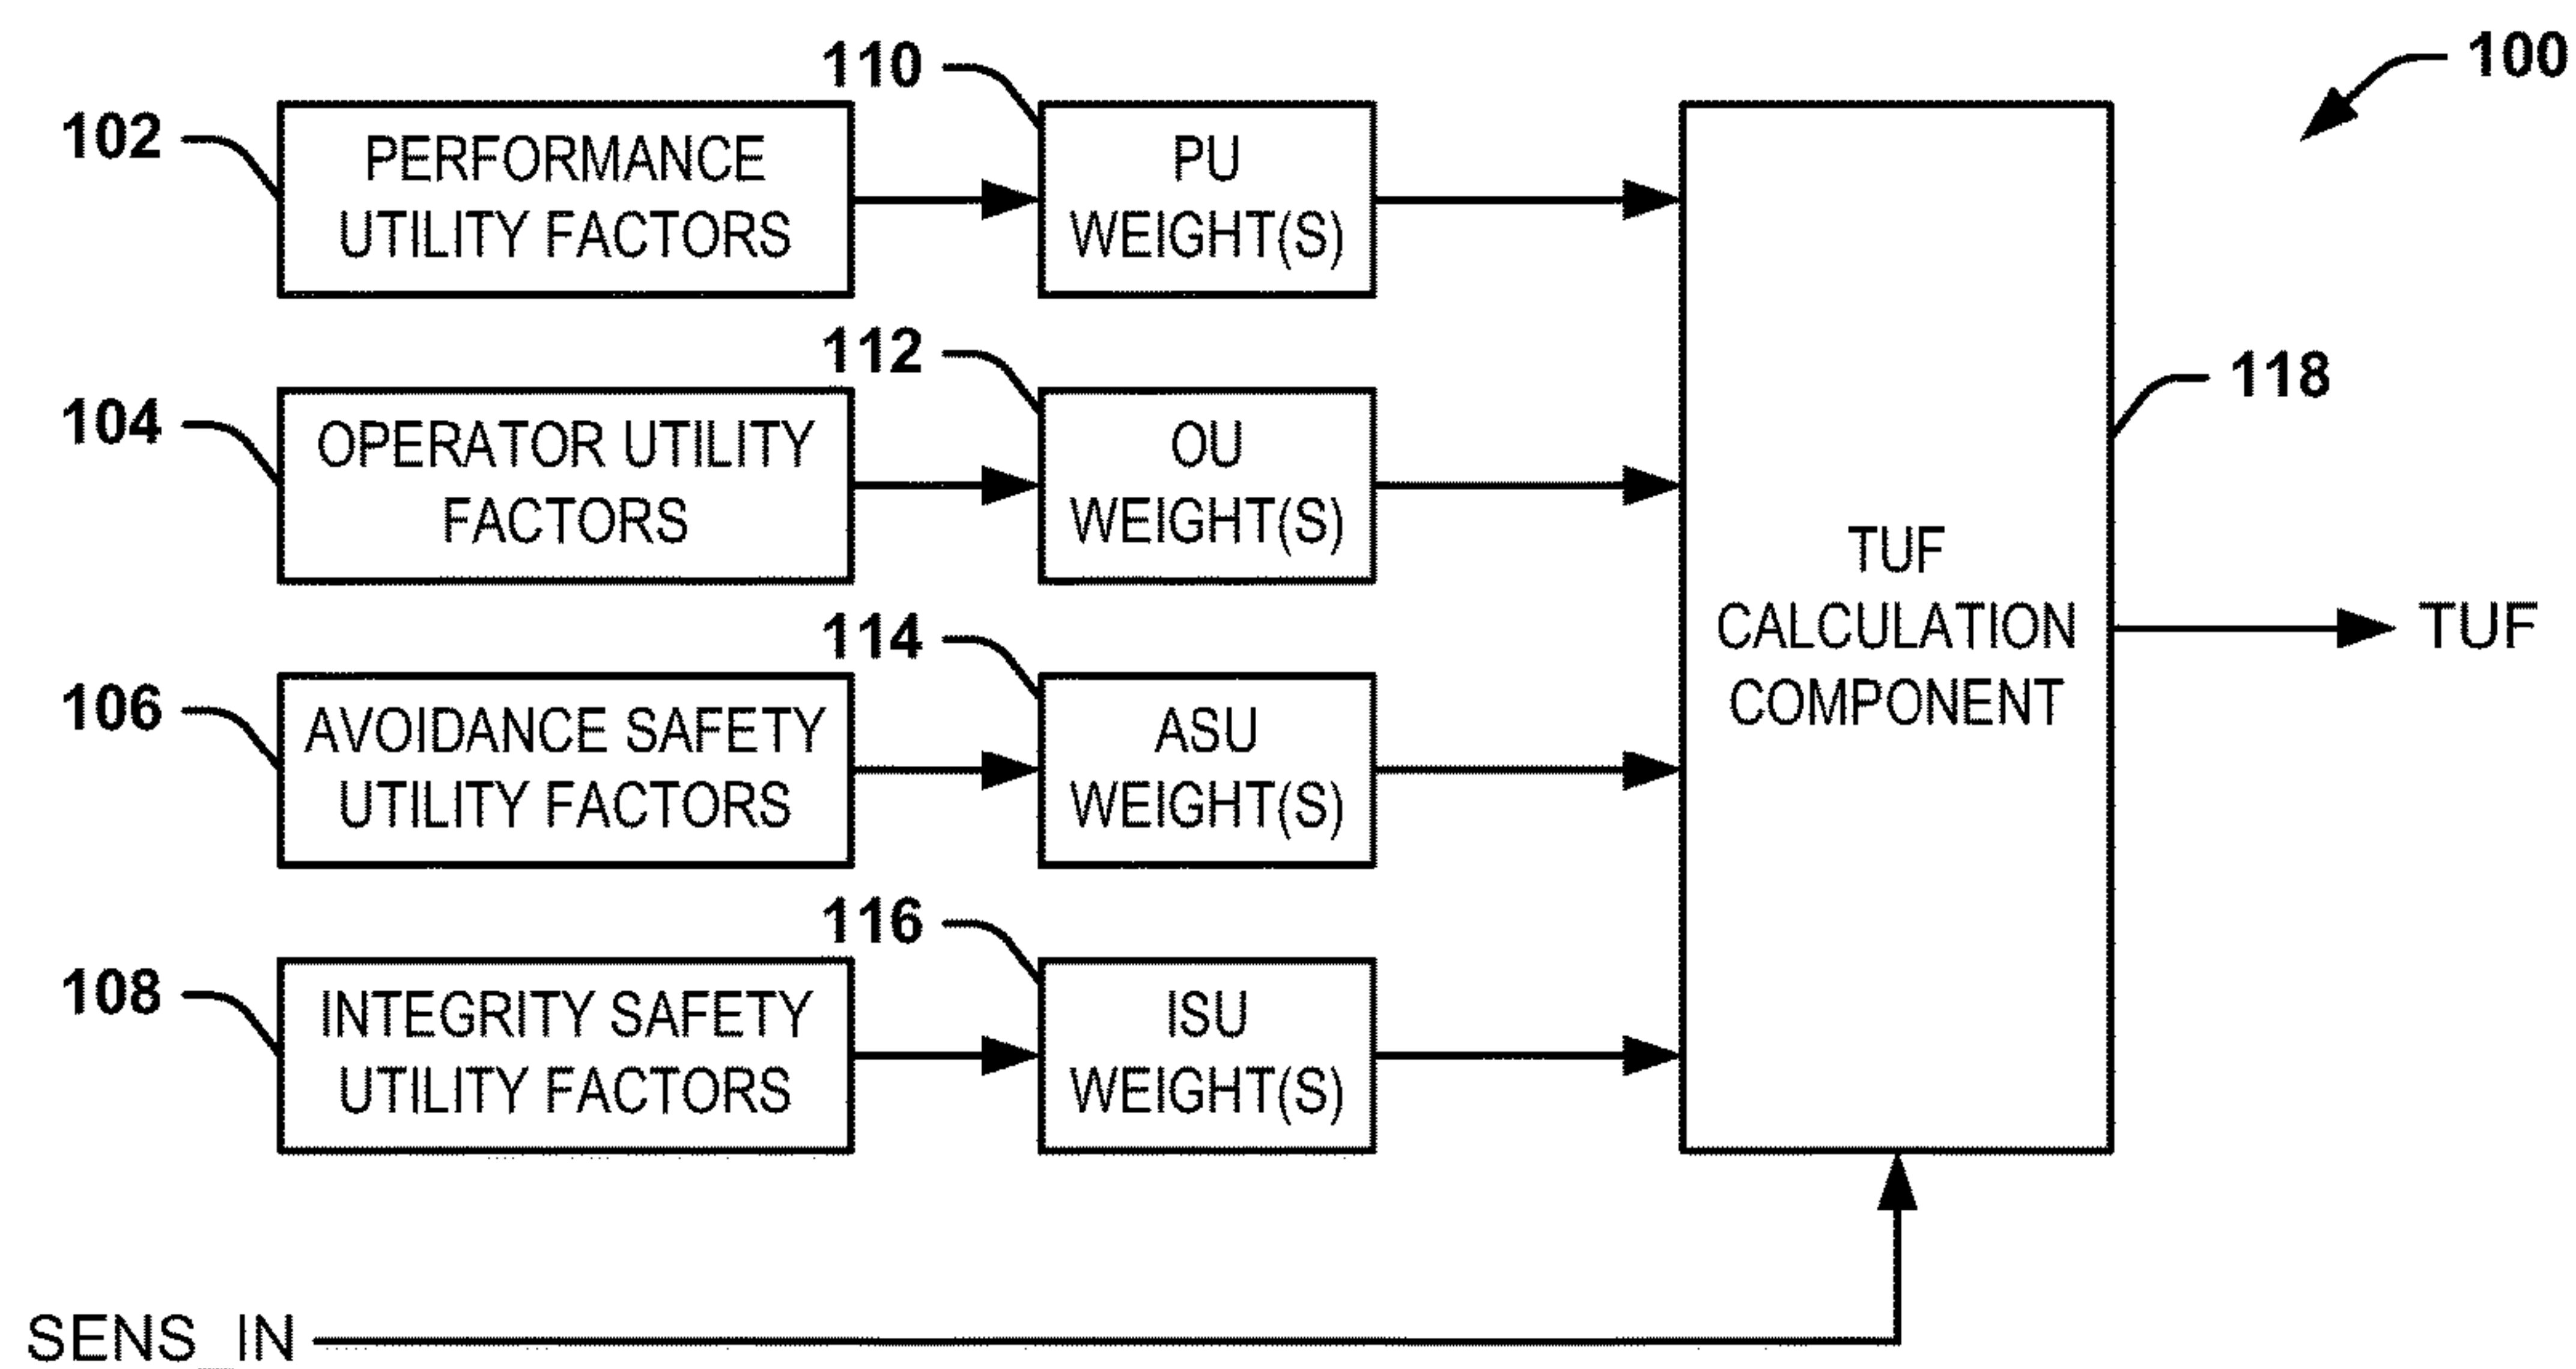 100
110
102
PERFORMANCE
UTILITY FACTORS
PU
WEIGHT(S)
112
104
OPERATOR UTILITY
FACTORS
OU
WEIGHT(S)
118
TUF
CALCULATION
COMPONENT
TUF
114
106
AVOIDANCE SAFETY
UTILITY FACTORS
ASU
WEIGHT(S)
116
108
INTEGRITY SAFETY
UTILITY FACTORS
ISU
WEIGHT(S)
SENS_IN